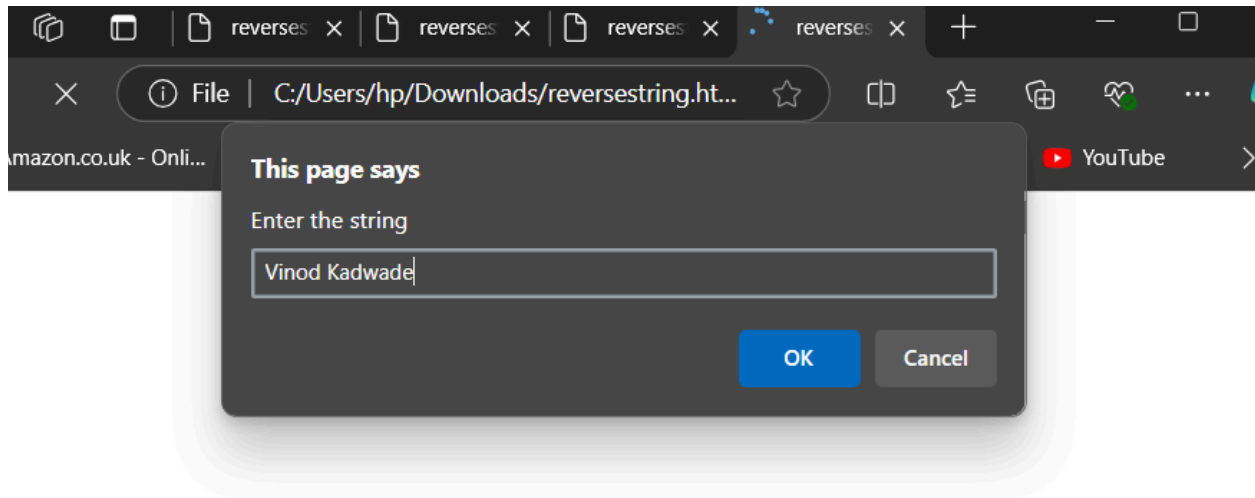 reverses reverses reverses reverses
File C:/Users/hp/Downloads/reversestring.ht...
Amazon.co.uk - Onli... YouTube
This page says
Enter the string
Vinod Kadwade
OK Cancel